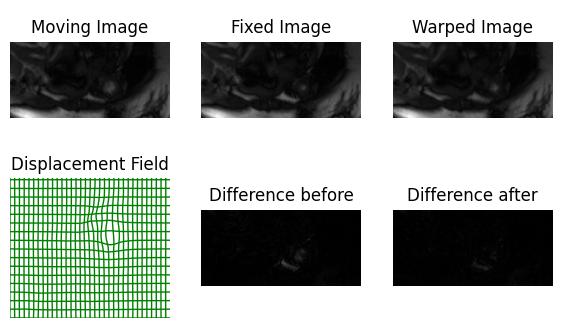 Moving Image
Fixed Image
Warped Image
Displacement Field
Difference before
Difference after